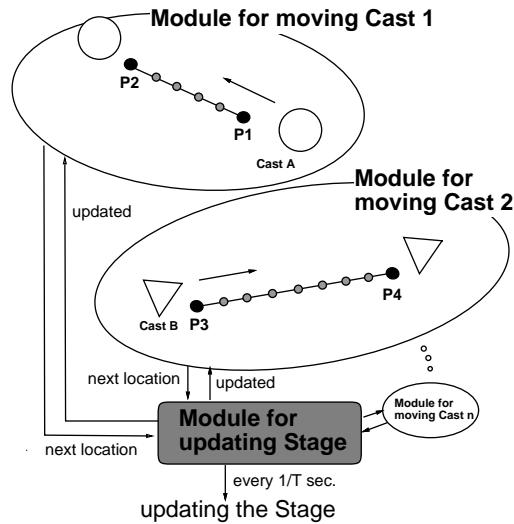 Module for moving Cast 1
P2
P1
Cast A
updated
Module for
moving Cast 2
P4
P3
Cast B
next location
updated
Module for
moving Cast n
Module for
updating Stage
next location
every 1/T sec.
updating the Stage